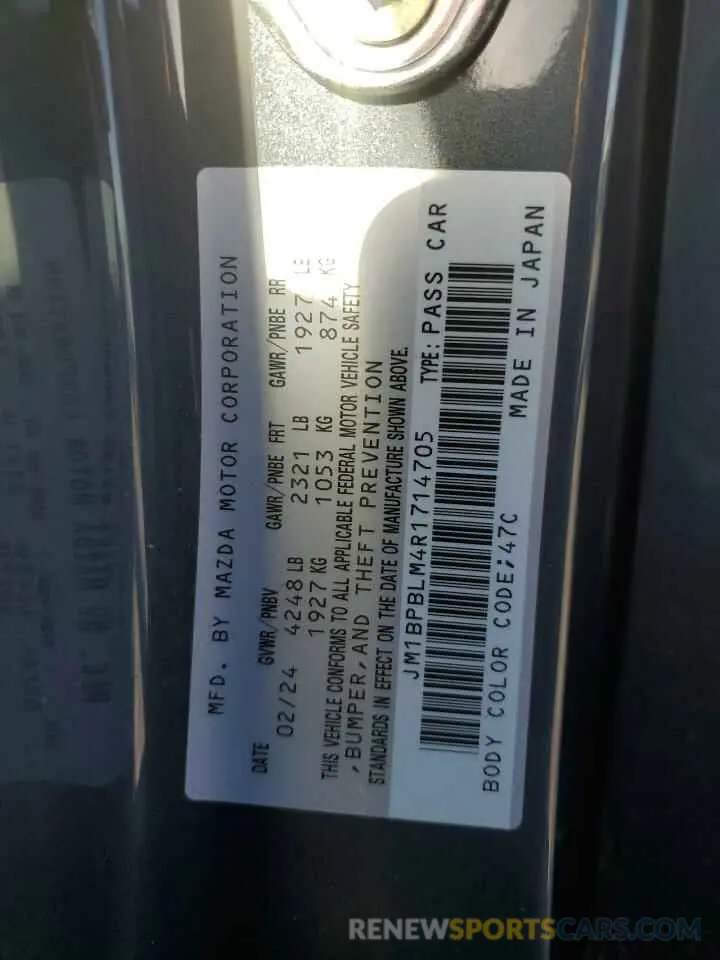 MFD. BY MAZDA MOTOR CORPORATION
DATE GVWR/PNBV GAWR/PNBE FRT GAWR/PNBE RR
02/24 4248 LB 2321 LB 1927 LB
1927 KG 1053 KG 874 KG
THIS VEHICLE CONFORMS TO ALL APPLICABLE FEDERAL MOTOR VEHICLE SAFETY
,BUMPER,AND THEFT PREVENTION
STANDARDS IN EFFECT ON THE DATE OF MANUFACTURE SHOWN ABOVE.
JM1BPBLM4R1714705 TYPE: PASS CAR
BODY COLOR CODE;47C MADE IN JAPAN
RENEWSPORTSCARS.COM